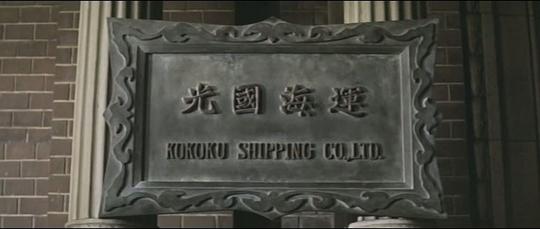 光國海運
KOKOKU SHIPPING CO.,LTD.